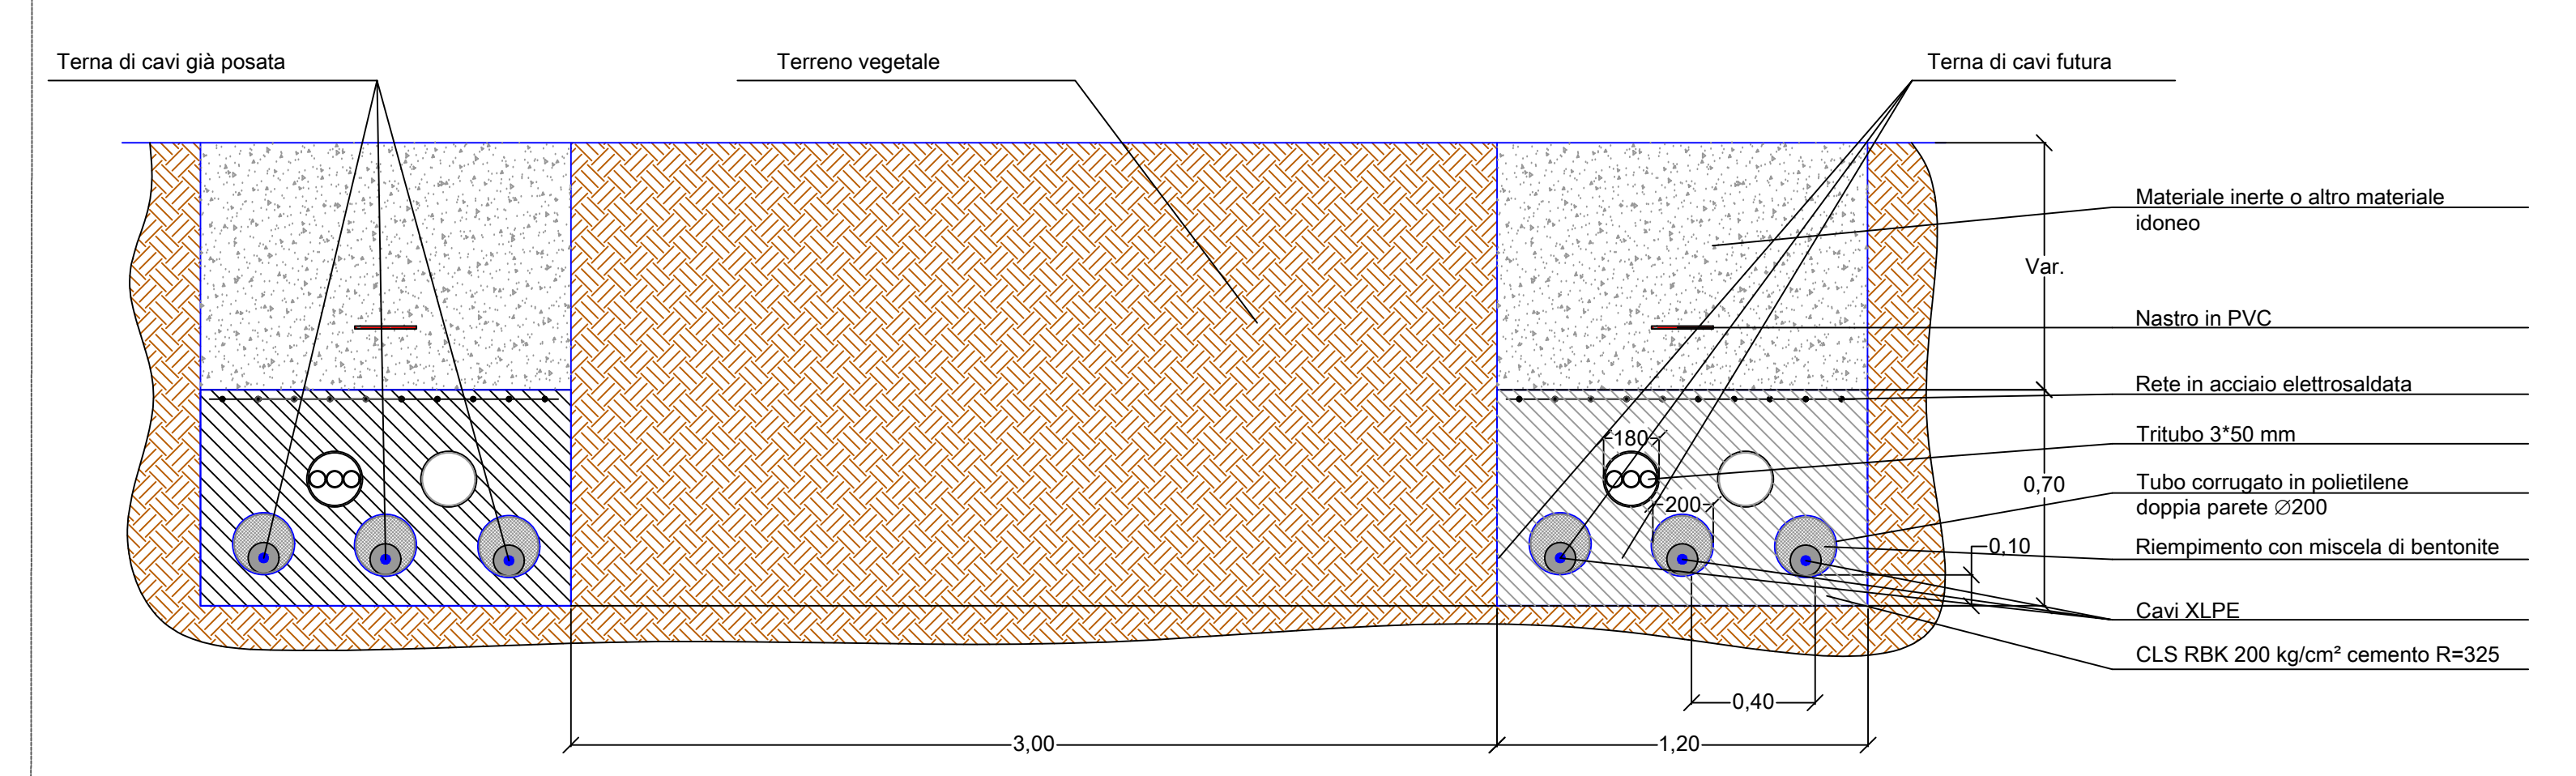 Terna di cavi già posata
Terreno vegetale
Terna di cavi futura
Materiale inerte o altro materiale
idoneo
Var.
Nastro in PVC
Rete in acciaio elettrosaldata
180
Tritubo 3*50 mm
0,70
Tubo corrugato in polietilene
doppia parete ∅200
200
0,10
Riempimento con miscela di bentonite
Cavi XLPE
CLS RBK 200 kg/cm² cemento R=325
0,40
3,00
1,20